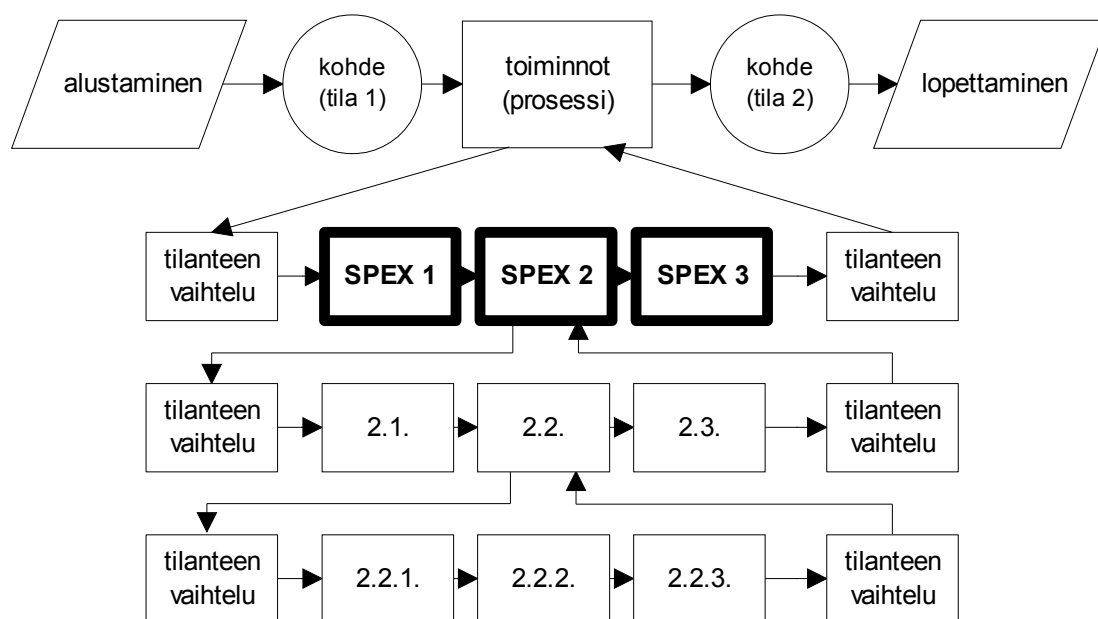 alustaminen
kohde
(tila 1)
toiminnot
(prosessi)
kohde
(tila 2)
lopettaminen
tilanteen
vaihtelu
SPEX 1
SPEX 2
SPEX 3
tilanteen
vaihtelu
tilanteen
vaihtelu
2.1.
2.2.
2.3.
tilanteen
vaihtelu
tilanteen
vaihtelu
2.2.1.
2.2.2.
2.2.3.
tilanteen
vaihtelu